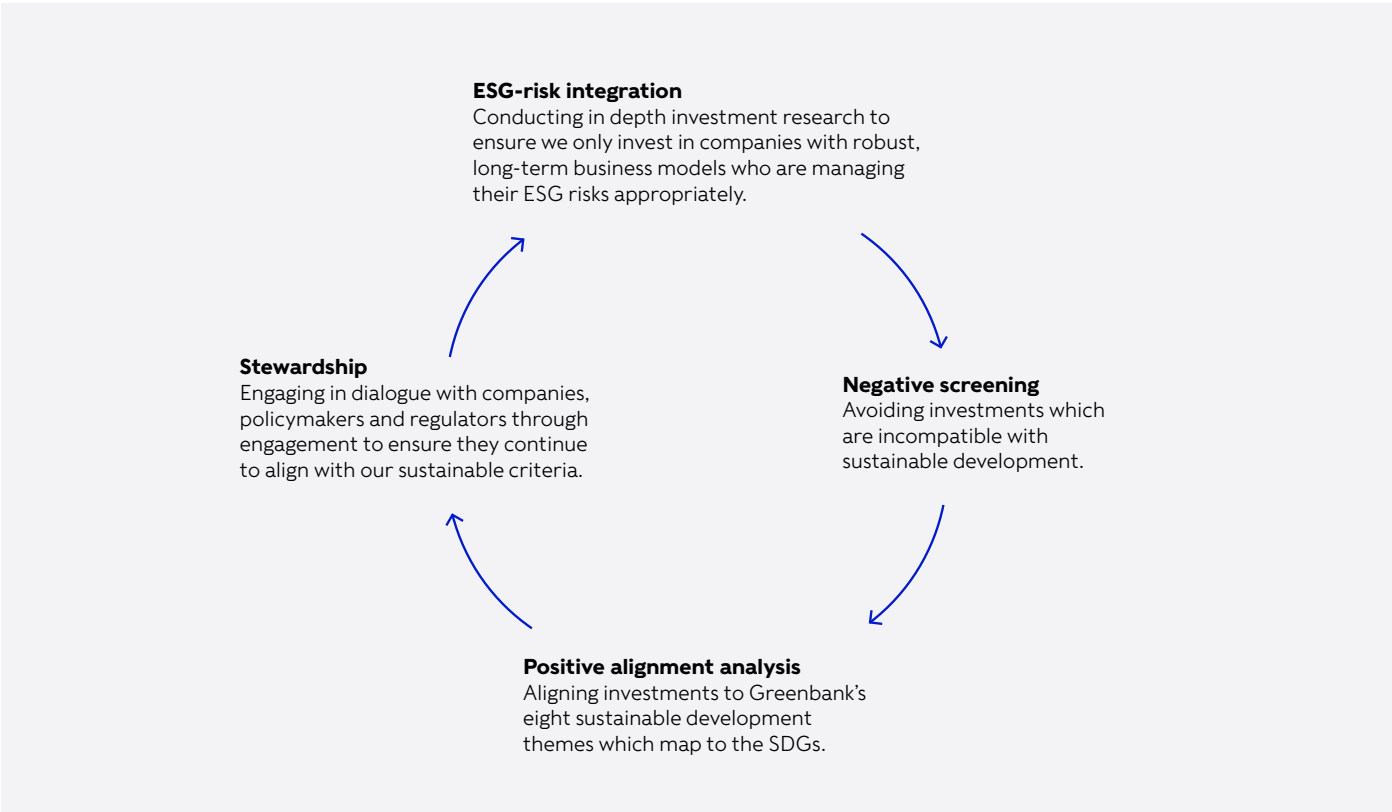 ESG-risk integration
Conducting in depth investment research to
ensure we only invest in companies with robust,
long-term business models who are managing
their ESG risks appropriately.
Negative screening
Avoiding investments which
are incompatible with
sustainable development.
Positive alignment analysis
Aligning investments to Greenbank’s
eight sustainable development
themes which map to the SDGs.
Stewardship
Engaging in dialogue with companies,
policymakers and regulators through
engagement to ensure they continue
to align with our sustainable criteria.